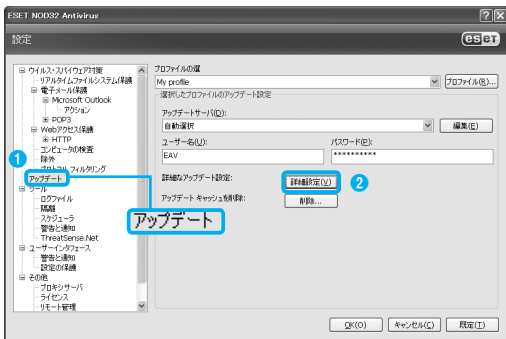 ESET NOD32 Antivirus
設定
eset
ウイルス・スパイウェア対策
リアルタイムファイルシステム保護
電子メール保護
Microsoft Outlook
アクション
POP3
Webアクセス保護
HTTP
コンピュータの検査
除外
プロトコル フィルタリング
アップデート
ツール
ログファイル
隔離
スケジューラ
警告と通知
ThreatSense.Net
ユーザーインタフェース
警告と通知
設定の保護
その他
プロキシサーバ
ライセンス
リモート管理
1
アップデート
プロファイルの選
My profile
プロファイル(R)...
選択したプロファイルのアップデート設定
アップデートサーバ(D):
自動選択
編集(E)
ユーザー名(U):
パスワード(P):
EAV
**********
詳細なアップデート設定:
詳細設定(V)
2
アップデート キャッシュを削除:
削除...
OK(O)
キャンセル(C)
既定(T)